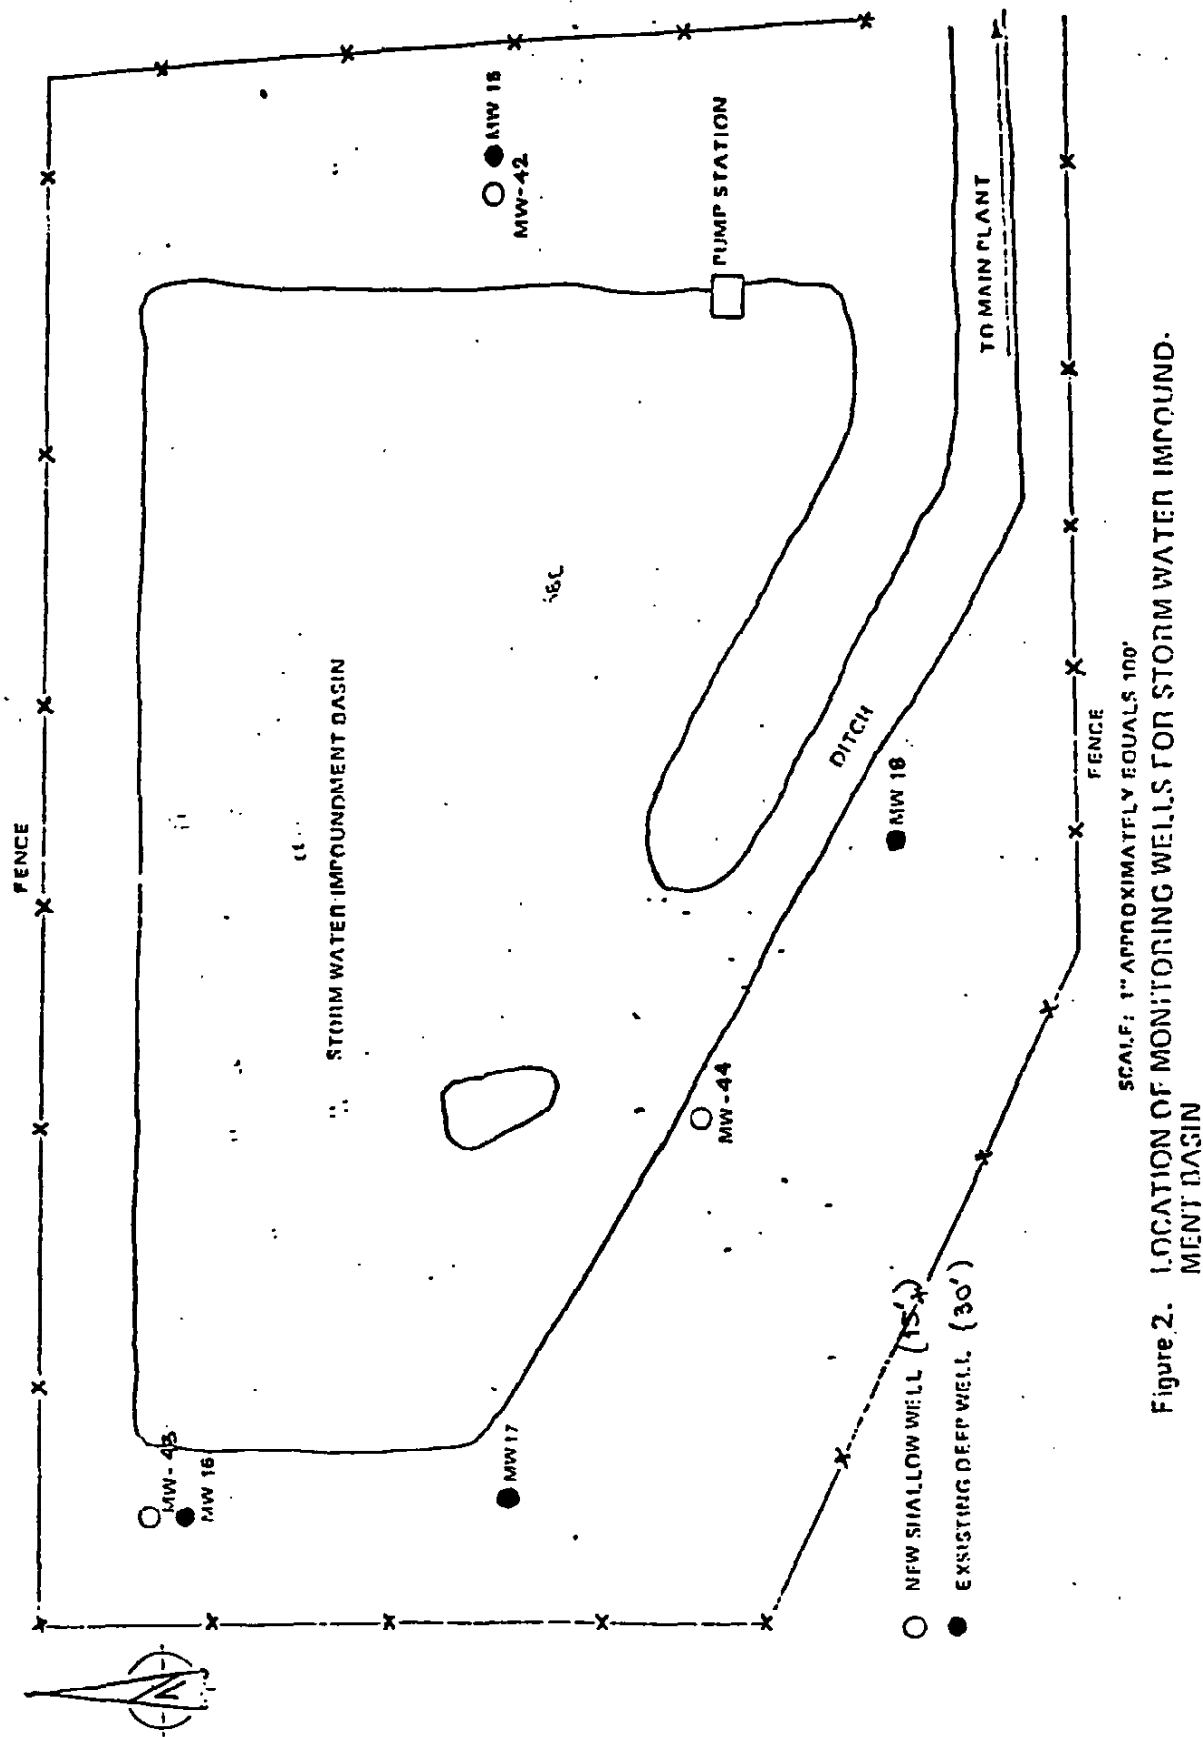 FENCE
MW 15
MW-42
PUMP STATION
STORM WATER IMPOUNDMENT BASIN
TO MAIN PLANT
DITCH
MW 18
MW-44
MW-43
MW 16
MW 17
FENCE
NEW SHALLOW WELL (15')
EXSISTING DEEP WELL (30')
SCALE: 1" APPROXIMATELY EQUALS 100'
Figure 2. LOCATION OF MONITORING WELLS FOR STORM WATER IMPOUND-
MENT BASIN